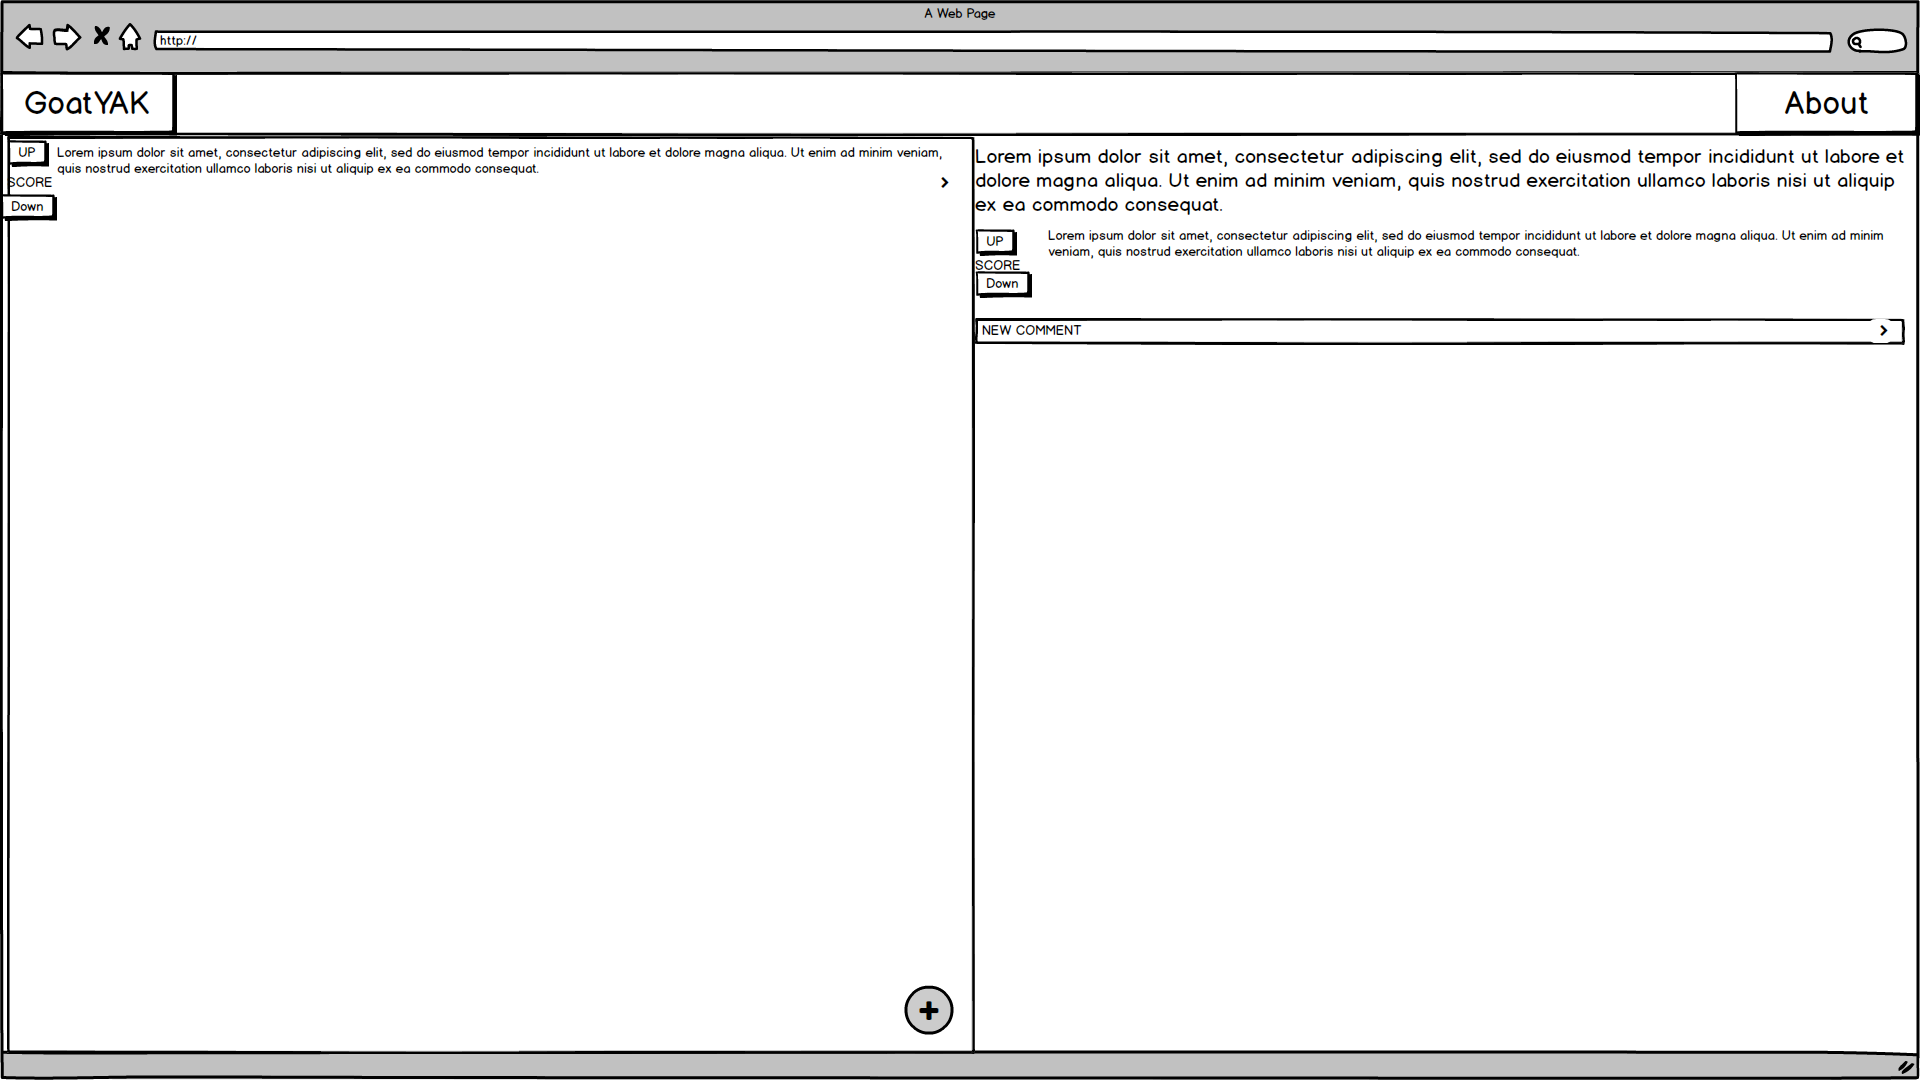 A Web Page
http://
GoatYAK
About
UP
Lorem ipsum dolor sit amet, consectetur adipiscing elit, sed do eiusmod tempor incididunt ut labore et dolore magna aliqua. Ut enim ad minim veniam,
quis nostrud exercitation ullamco laboris nisi ut aliquip ex ea commodo consequat.
SCORE
Down
Lorem ipsum dolor sit amet, consectetur adipiscing elit, sed do eiusmod tempor incididunt ut labore et
dolore magna aliqua. Ut enim ad minim veniam, quis nostrud exercitation ullamco laboris nisi ut aliquip
ex ea commodo consequat.
UP
Lorem ipsum dolor sit amet, consectetur adipiscing elit, sed do eiusmod tempor incididunt ut labore et dolore magna aliqua. Ut enim ad minim
veniam, quis nostrud exercitation ullamco laboris nisi ut aliquip ex ea commodo consequat.
SCORE
Down
NEW COMMENT